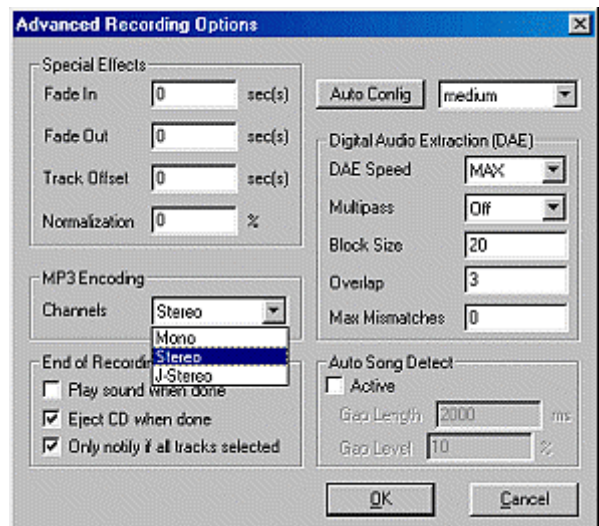 Advanced Recording Options
Special Effects
Fade In 0 sec(s)
Fade Out 0 sec(s)
Track Offset 0 sec(s)
Normalization 0 %
MP3 Encoding
Channels Stereo
Mono
Stereo
J-Stereo
End of Recordin
Play sound when done
Eject CD when done
Only notify if all tracks selected
Auto Config medium
Digital Audio Extraction (DAE)
DAE Speed MAX
Multipass Off
Block Size 20
Overlap 3
Max Mismatches 0
Auto Song Detect
Active
Gap Length 2000 ms
Gap Level 10 %
OK Cancel